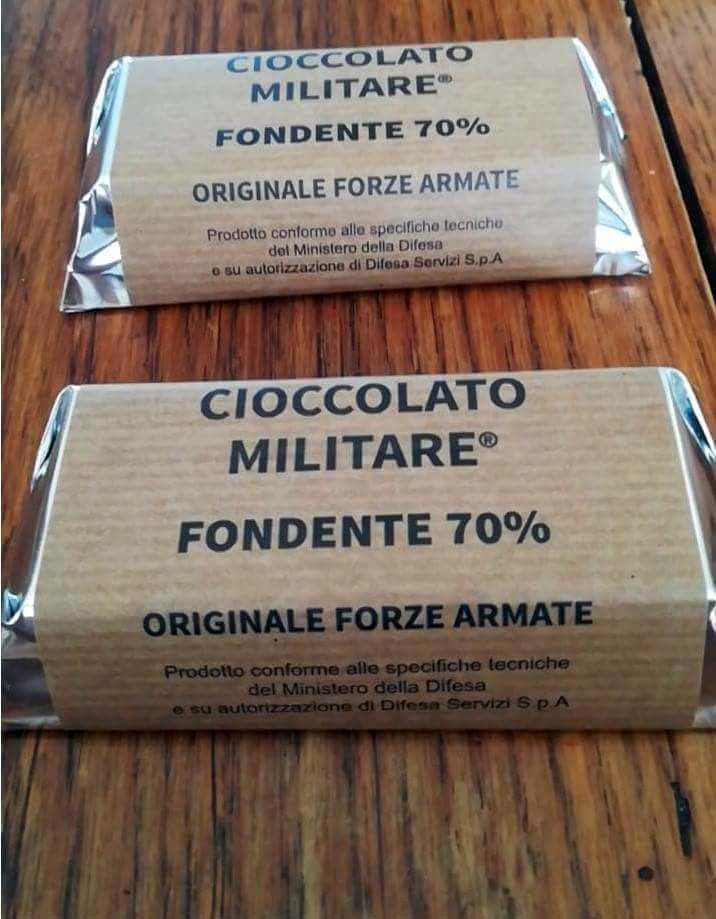 CIOCCOLATO
MILITARE®
FONDENTE 70%
ORIGINALE FORZE ARMATE
Prodotto conforme alle specifiche tecniche
del Ministero della Difesa
e su autorizzazione di Difesa Servizi S.p.A
CIOCCOLATO
MILITARE®
FONDENTE 70%
ORIGINALE FORZE ARMATE
Prodotto conforme alle specifiche tecniche
del Ministero della Difesa
e su autorizzazione di Difesa Servizi S.p.A